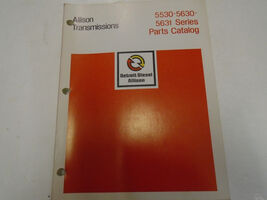 Allison
Transmissions
5530-5630-
5631 Series
Parts Catalog
Detroit Diesel
Allison